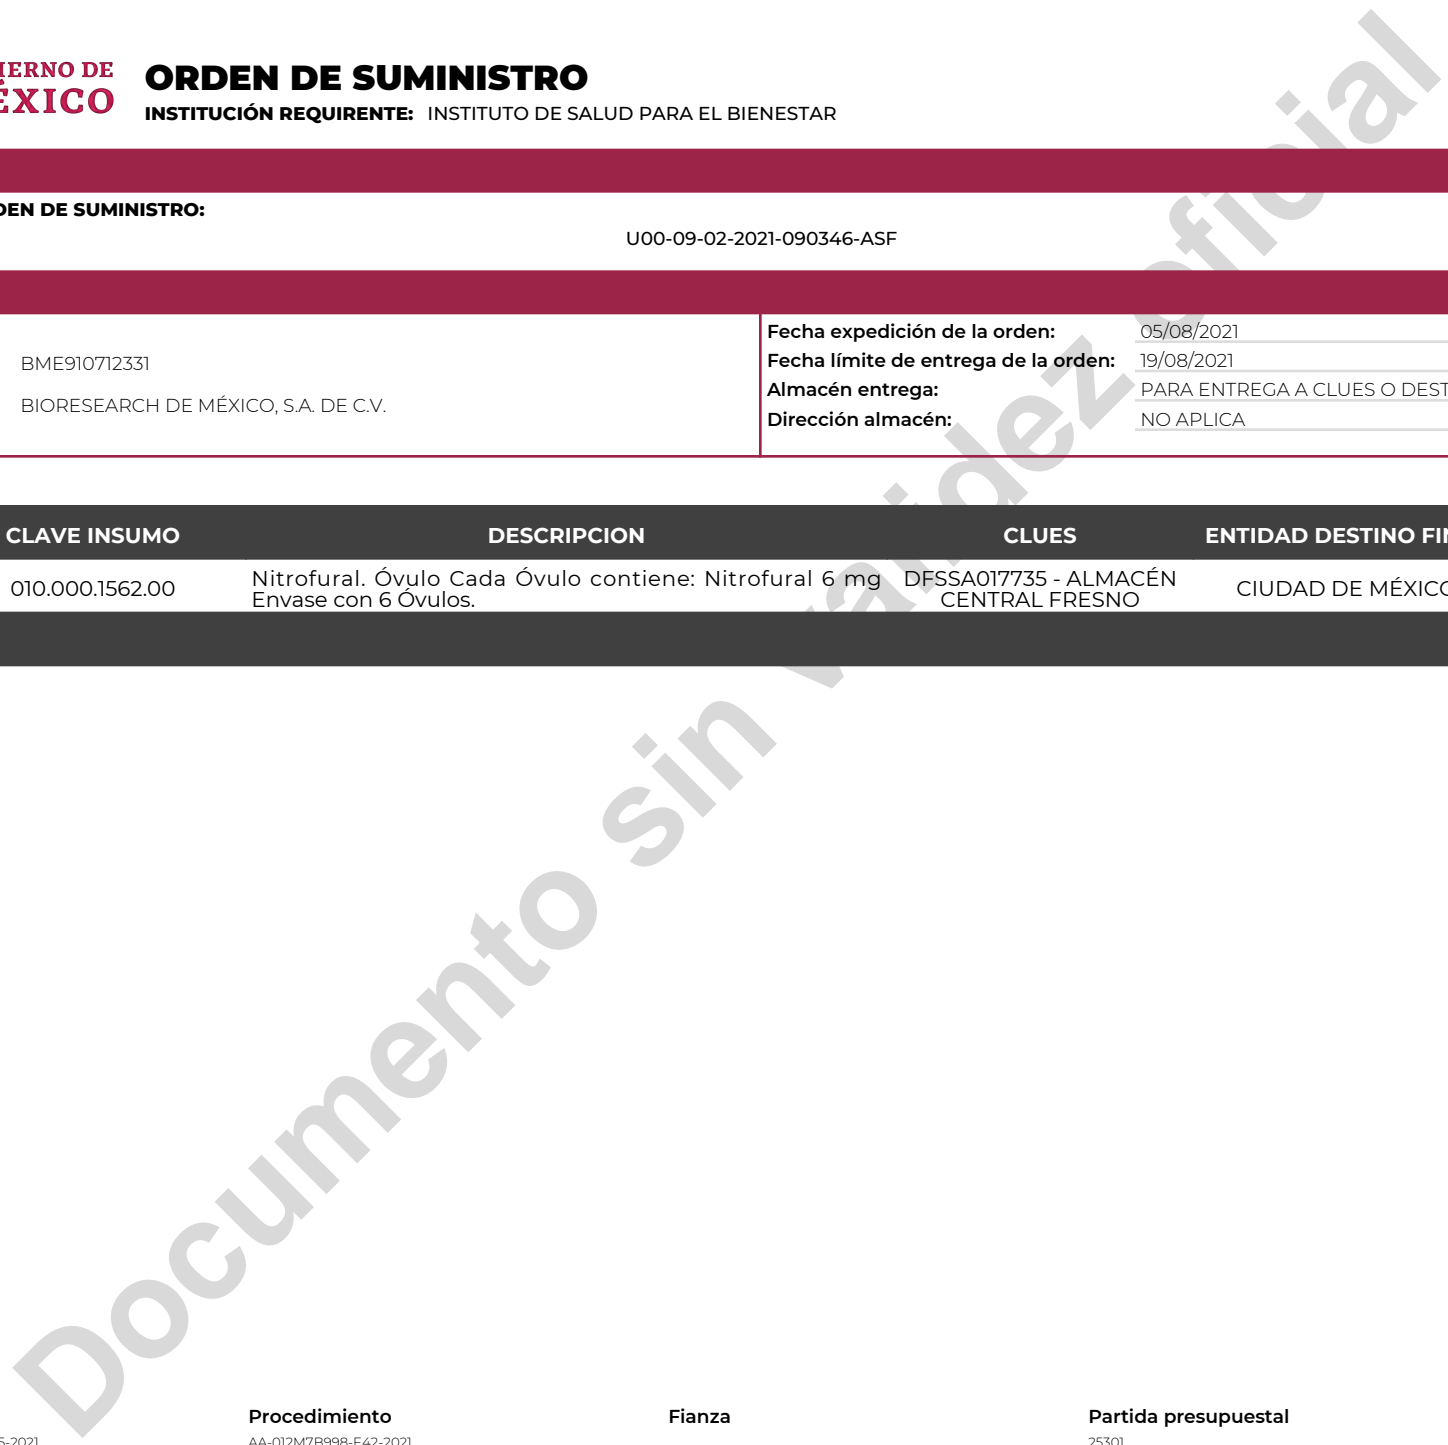 IERNO DE
ÉXICO
ORDEN DE SUMINISTRO
INSTITUCIÓN REQUIRENTE: INSTITUTO DE SALUD PARA EL BIENESTAR
DEN DE SUMINISTRO:
U00-09-02-2021-090346-ASF
BME910712331
BIORESEARCH DE MÉXICO, S.A. DE C.V.
Fecha expedición de la orden: 05/08/2021
Fecha límite de entrega de la orden: 19/08/2021
Almacén entrega: PARA ENTREGA A CLUES O DEST
Dirección almacén: NO APLICA
CLAVE INSUMO DESCRIPCION CLUES ENTIDAD DESTINO FIN
010.000.1562.00
Nitrofural. Óvulo Cada Óvulo contiene: Nitrofural 6 mg
Envase con 6 Óvulos.
DFSSA017735 - ALMACÉN
CENTRAL FRESNO
CIUDAD DE MÉXICO
Documento sin validez oficial
Procedimiento Fianza Partida presupuestal
5-2021 AA-012M7B998-E42-2021 25301